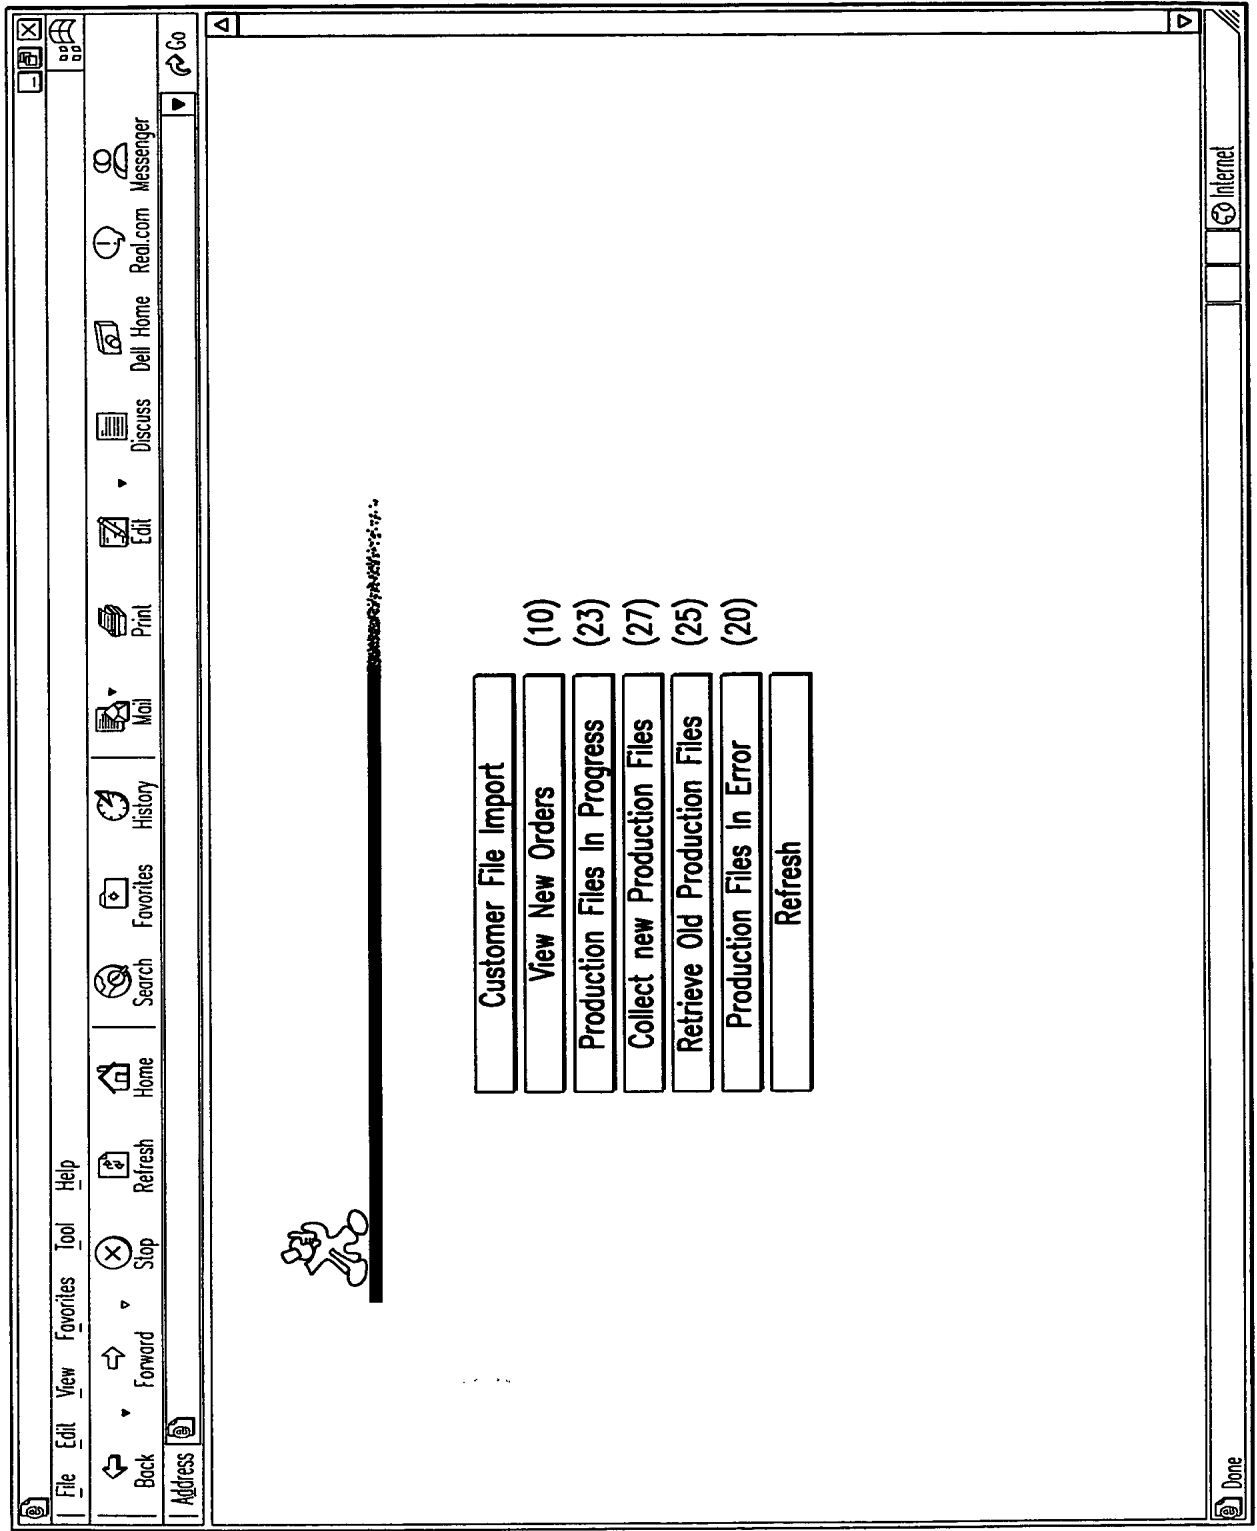 File Edit View Favorites Tool Help
Back Forward Stop Refresh Home Search Favorites History Mail Print Edit Discuss Dell Home Real.com Messenger
Address Go
Customer File Import
View New Orders (10)
Production Files In Progress (23)
Collect new Production Files (27)
Retrieve Old Production Files (25)
Production Files In Error (20)
Refresh
Done Internet